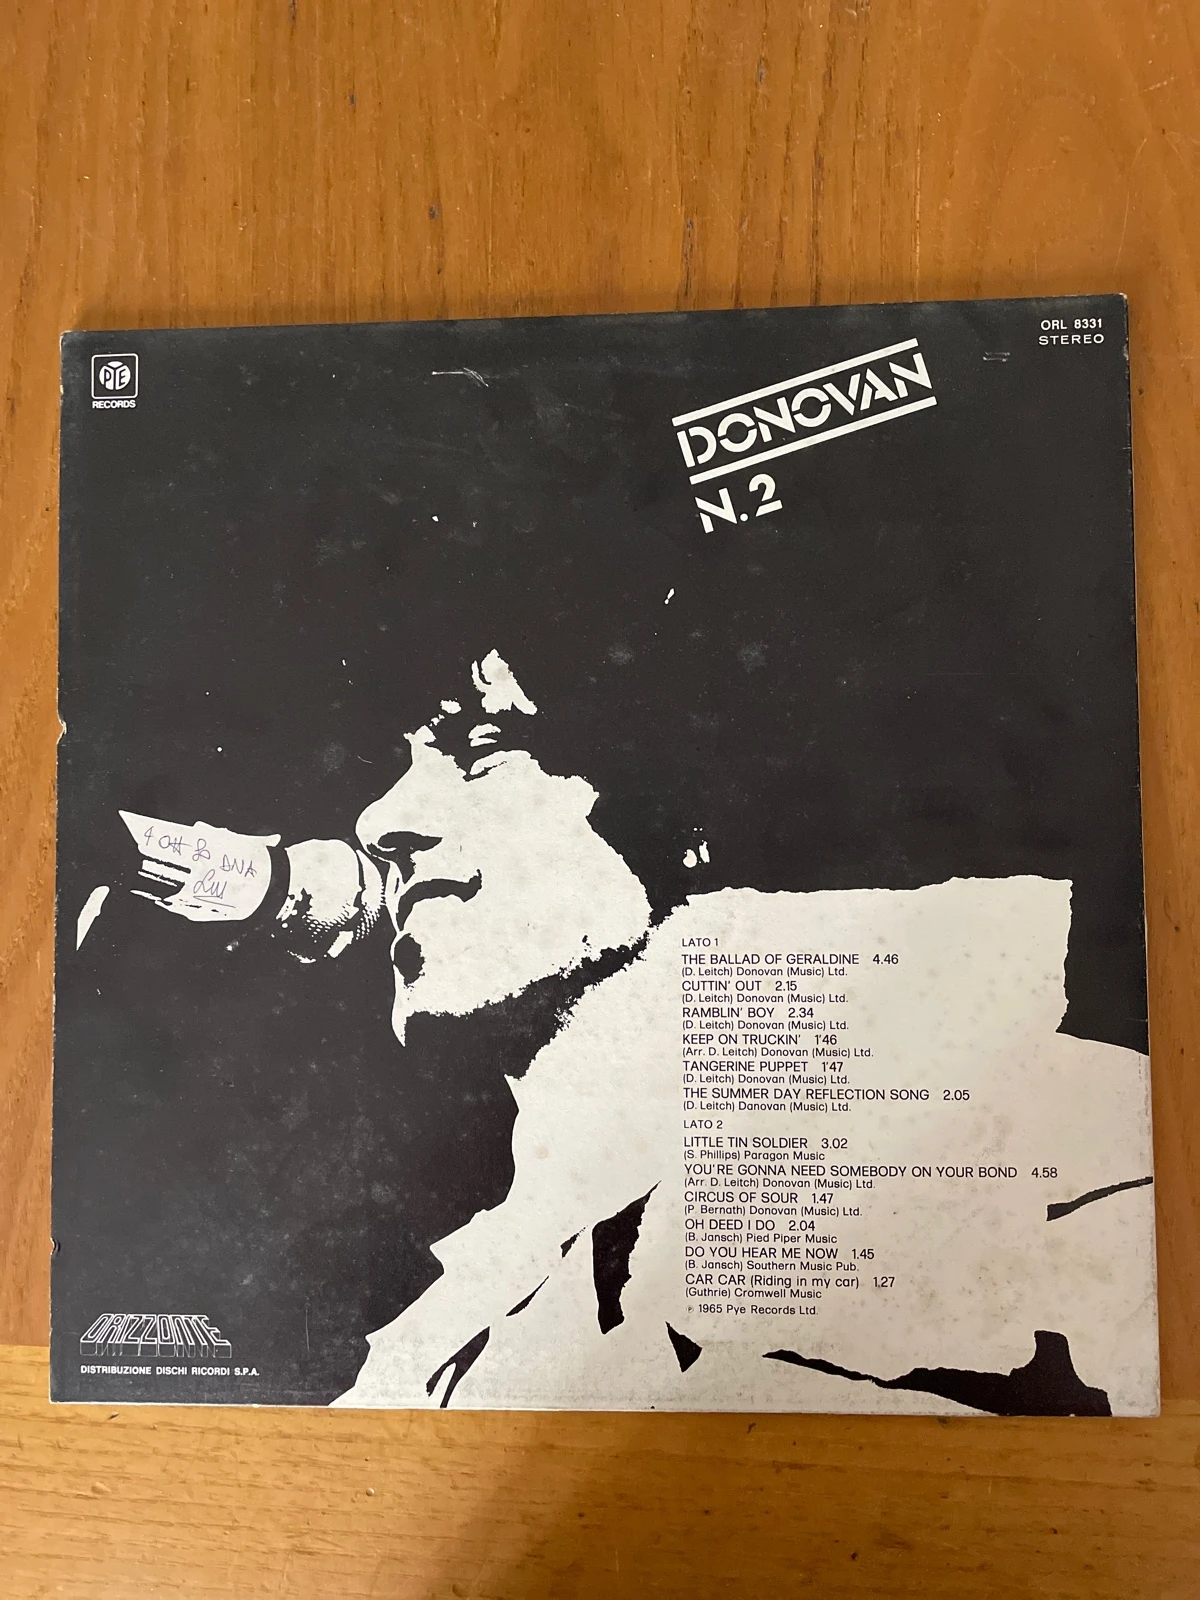 PYE
RECORDS
ORL 8331
STEREO
DONOVAN
N.2
LATO 1
THE BALLAD OF GERALDINE 4.46
(D. Leitch) Donovan (Music) Ltd.
CUTTIN' OUT 2.15
(D. Leitch) Donovan (Music) Ltd.
RAMBLIN' BOY 2.34
(D. Leitch) Donovan (Music) Ltd.
KEEP ON TRUCKIN' 1'46
(Arr. D. Leitch) Donovan (Music) Ltd.
TANGERINE PUPPET 1'47
(D. Leitch) Donovan (Music) Ltd.
THE SUMMER DAY REFLECTION SONG 2.05
(D. Leitch) Danovan (Music) Ltd.
LATO 2
LITTLE TIN SOLDIER 3.02
(S. Phillips) Paragon Music
YOU'RE GONNA NEED SOMEBODY ON YOUR BOND 4.58
(Arr. D. Leitch) Donovan (Music) Ltd.
CIRCUS OF SOUR 1.47
(P. Bernath) Donovan (Music) Ltd.
OH DEED I DO 2.04
(B. Jansch) Pied Piper Music
DO YOU HEAR ME NOW 1.45
(B. Jansch) Southern Music Pub.
CAR CAR (Riding in my car) 1.27
(Guthrie) Cromwell Music
℗ 1965 Pye Records Ltd.
ORIZZONTE
DISTRIBUZIONE DISCHI RICORDI S.P.A.